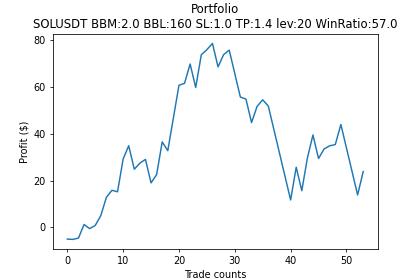 Portfolio
SOLUSDT BBM:2.0 BBL:160 SL:1.0 TP:1.4 lev:20 WinRatio:57.0
80
60
40
20
0
Profit ($)
0 10 20 30 40 50
Trade counts